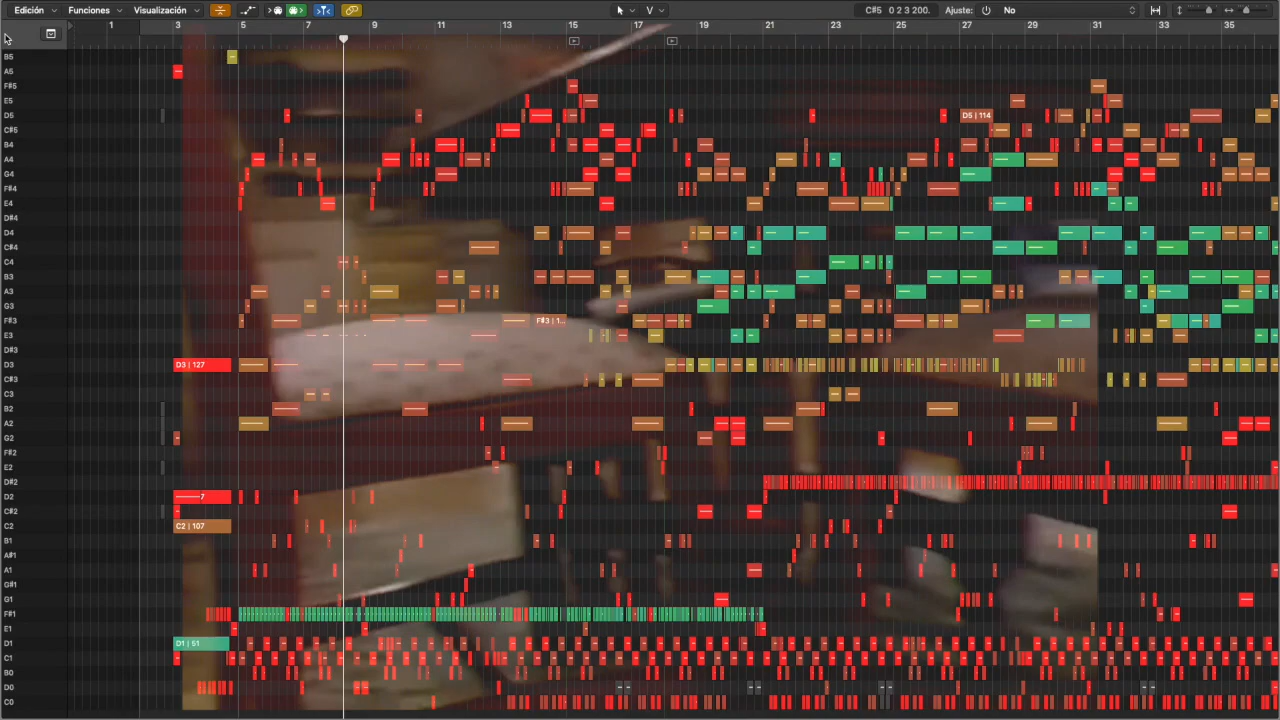 Edición Funciones Visualización V C#5 0 2 3 200. Ajuste: No
1 3 5 7 9 11 13 15 17 19 21 23 25 27 29 31 33 35
B5
A5
F#5
E5
D5 D5 | 114
C#5
B4
A4
G4
F#4
E4
D#4
D4
C#4
C4
B3
A3
G3
F#3 F#3 | 1...
E3
D#3
D3 D3 | 127
C#3
C3
B2
A2
G2
F#2
E2
D#2
D2 7
C#2
C2 C2 | 107
B1
A#1
A1
G#1
G1
F#1
E1
D1 D1 | 51
C1
B0
D0
C0